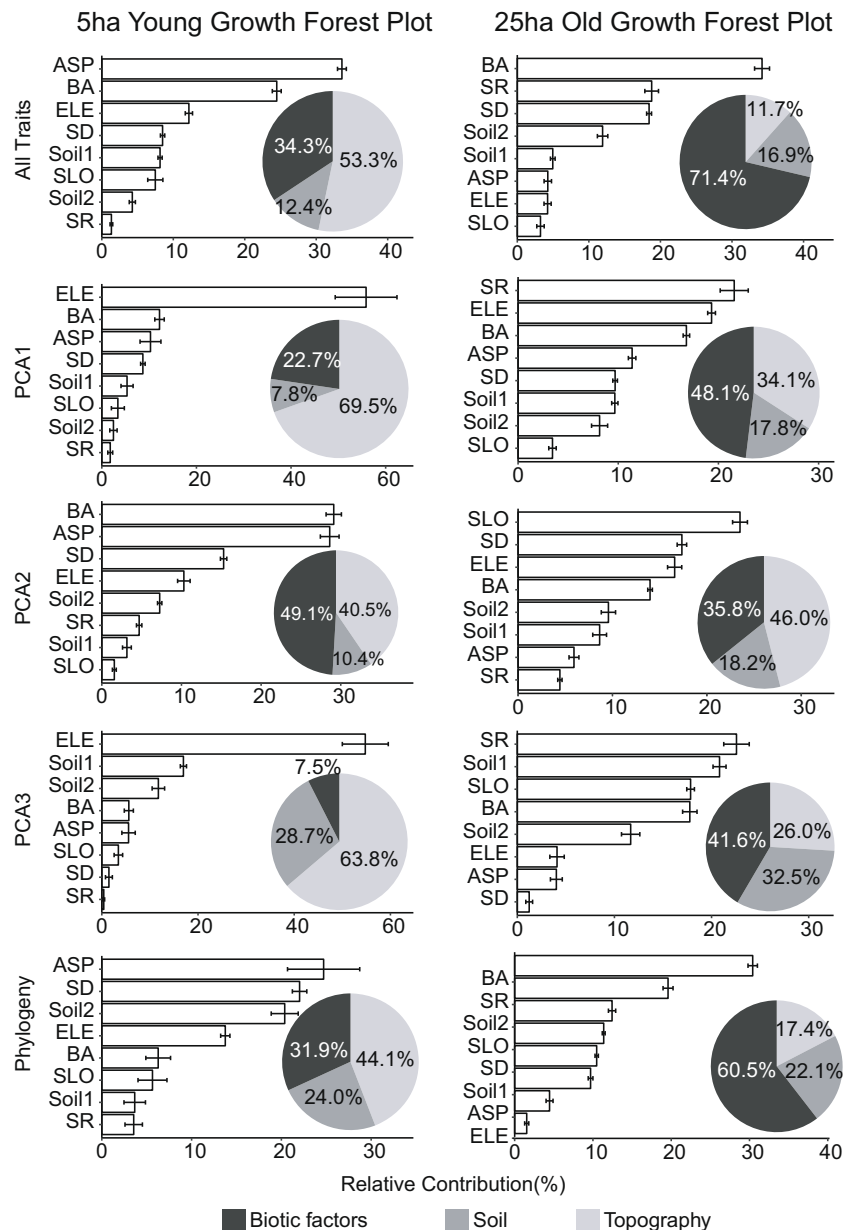 5ha Young Growth Forest Plot
25ha Old Growth Forest Plot
All Traits
ASP
BA
ELE
SD
Soil1
SLO
Soil2
SR
34.3%
53.3%
12.4%
0 10 20 30 40
BA
SR
SD
Soil2
Soil1
ASP
ELE
SLO
11.7%
16.9%
71.4%
0 10 20 30 40
PCA1
ELE
BA
ASP
SD
Soil1
SLO
Soil2
SR
22.7%
7.8%
69.5%
0 20 40 60
SR
ELE
BA
ASP
SD
Soil1
Soil2
SLO
48.1%
34.1%
17.8%
0 10 20 30
PCA2
BA
ASP
SD
ELE
Soil2
SR
Soil1
SLO
49.1%
40.5%
10.4%
0 10 20 30
SLO
SD
ELE
BA
Soil2
Soil1
ASP
SR
35.8%
46.0%
18.2%
0 10 20 30
PCA3
ELE
Soil1
Soil2
BA
ASP
SLO
SD
SR
7.5%
28.7%
63.8%
0 20 40 60
SR
Soil1
SLO
BA
Soil2
ELE
ASP
SD
41.6%
26.0%
32.5%
0 10 20 30
Phylogeny
ASP
SD
Soil2
ELE
BA
SLO
Soil1
SR
31.9%
44.1%
24.0%
0 10 20 30
BA
SR
Soil2
SLO
SD
Soil1
ASP
ELE
17.4%
60.5%
22.1%
0 10 20 30 40
Relative Contribution(%)
Biotic factors Soil Topography